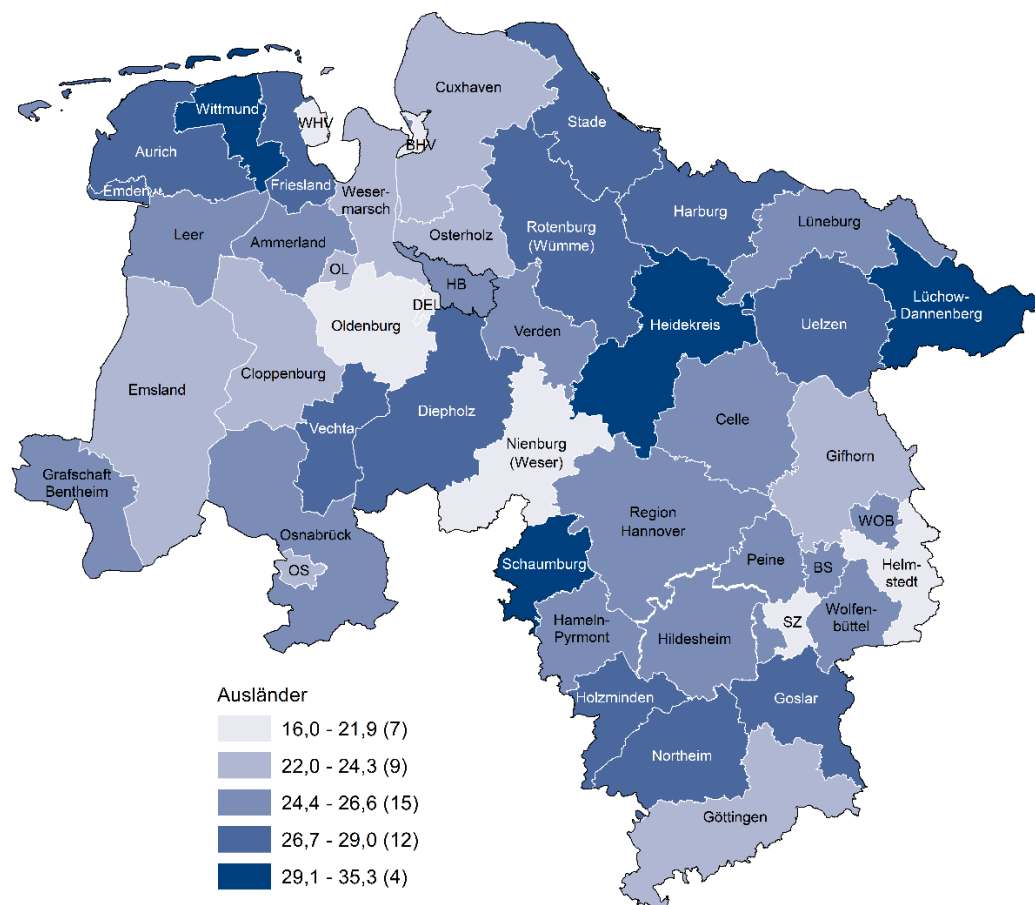 Cuxhaven
Wittmund
WHV
BHV
Stade
Aurich
Emden
Friesland
Weser-
marsch
Harburg
Lüneburg
Leer
Ammerland
Osterholz
Rotenburg
(Wümme)
OL
HB
DEL
Oldenburg
Verden
Heidekreis
Uelzen
Lüchow-
Dannenberg
Emsland
Cloppenburg
Diepholz
Celle
Vechta
Nienburg
(Weser)
Gifhorn
Grafschaft
Bentheim
Osnabrück
OS
Region
Hannover
WOB
Schaumburg
Peine
BS
Helm-
stedt
Hameln-
Pyrmont
Hildesheim
SZ
Wolfen-
büttel
Holzminden
Goslar
Northeim
Göttingen
Ausländer
16,0 - 21,9 (7)
22,0 - 24,3 (9)
24,4 - 26,6 (15)
26,7 - 29,0 (12)
29,1 - 35,3 (4)